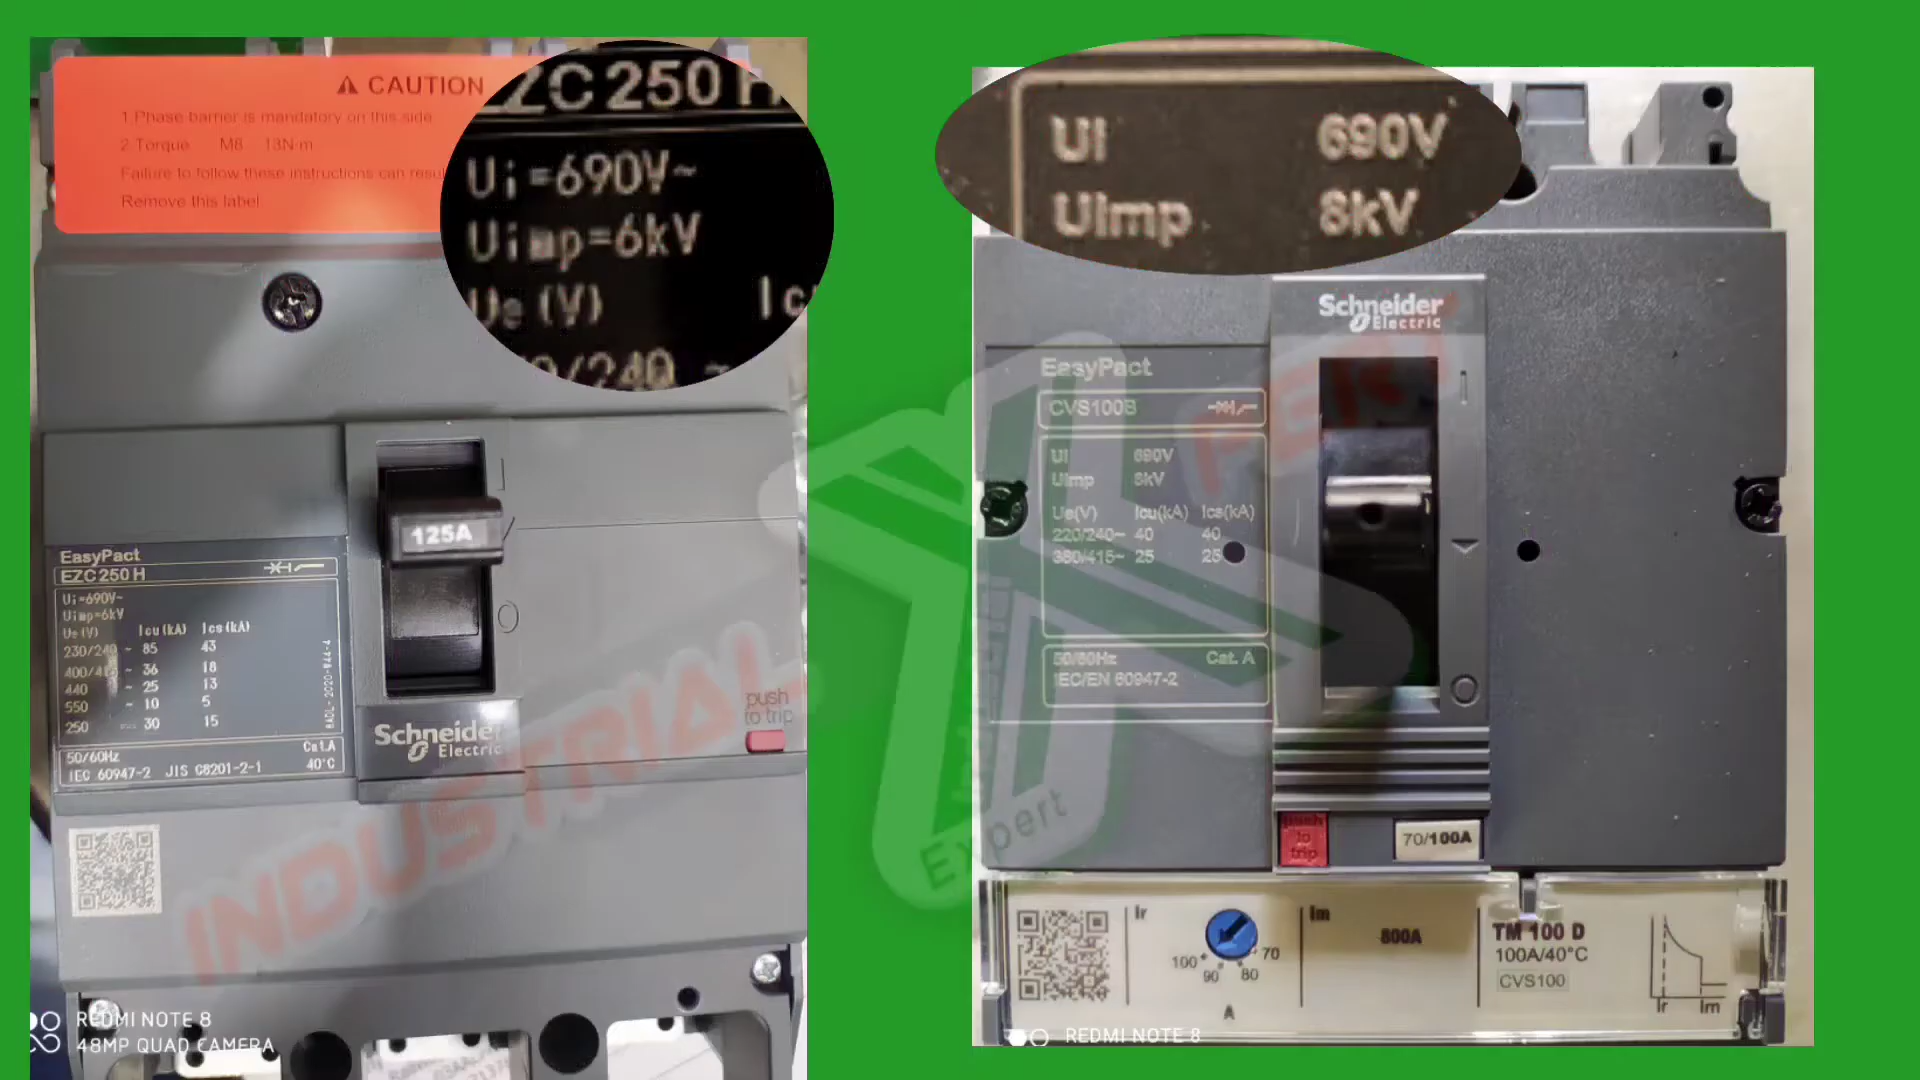 CAUTION
1.Phase barrier is mandatory on this side
2 Torque M8 13N·m
Failure to follow these instructions can
Remove this label
EZC 250 H
Ui=690V~
Uimp=6kV
Ue (V)
/240 ~
125A
EasyPact
EZC 250 H
Ui=690V~
Uimp=6kV
Ue (V) Icu (kA) Ics (kA)
230/240 ~ 85 43
~ 36 18
440 ~ 25 13
550 ~ 10 5
250 30 15
50/60Hz Cat.A
IEC 60947-2 JIS C8201-2-1 40°C
Schneider
Electric
push
to trip
INDUSTRIAL
REDMI NOTE 8
48MP QUAD CAMERA
UI 690V
UImp 8kV
Schneider
Electric
EasyPact
CVS100B
UI 690V
UImp 8kV
Ue(V) Icu(kA) Ics(kA)
220/240~ 40 40
380/415~ 25 25
50/60Hz Cat. A
IEC/EN 60947-2
push
to
trip
70/100A
Expert
Ir
100 90 80 70
A
Im
800A
TM 100 D
100A/40°C
CVS100
Ir Im
REDMI NOTE 8